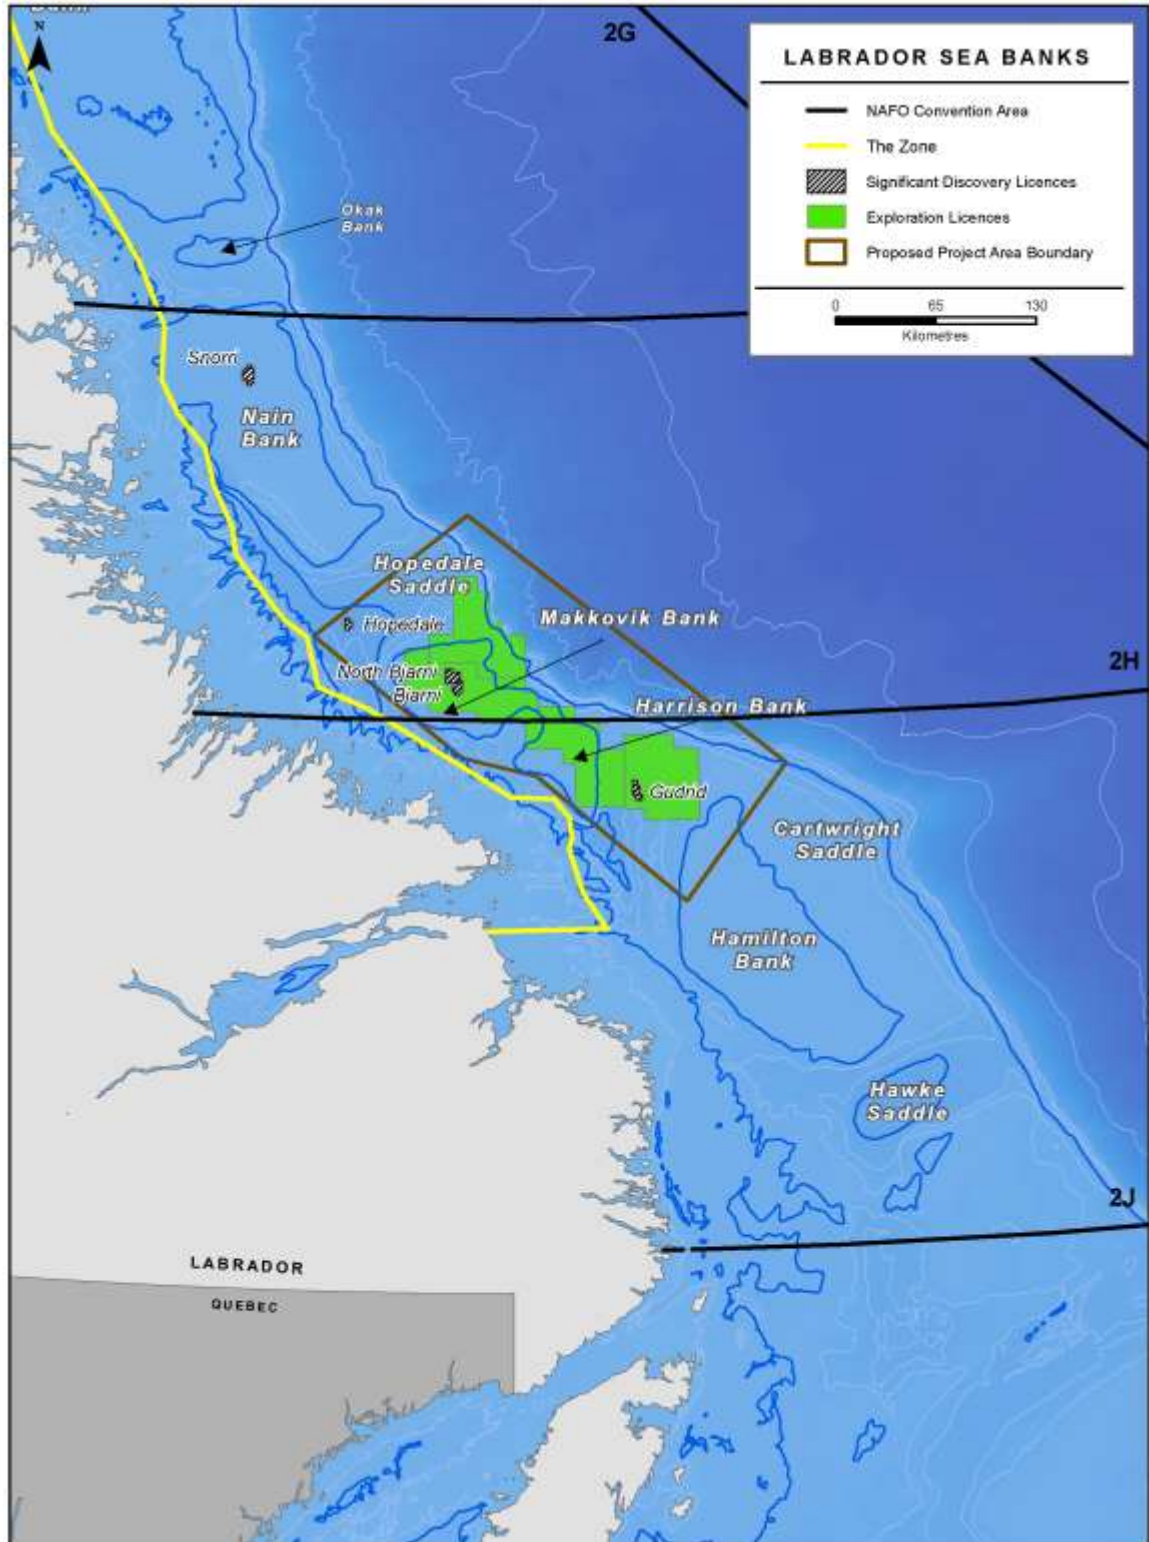 Bank
N
2G
LABRADOR SEA BANKS
NAFO Convention Area
The Zone
Significant Discovery Licences
Exploration Licences
Proposed Project Area Boundary
0 65 130
Kilometres
Okak
Bank
Snorri
Nain
Bank
Hopedale
Saddle
Hopedale
Makkovik Bank
North Bjarni
Bjarni
2H
Harrison Bank
Gudrid
Cartwright
Saddle
Hamilton
Bank
Hawke
Saddle
2J
LABRADOR
QUEBEC